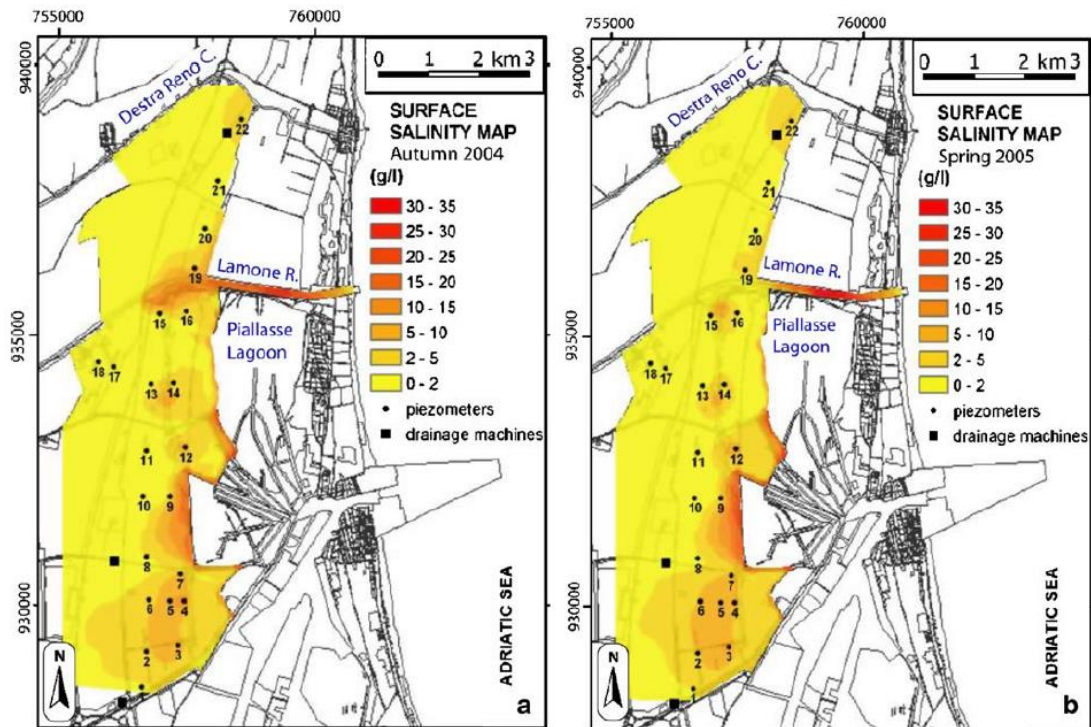 755000 760000
940000
935000
930000
0 1 2 km 3
SURFACE
SALINITY MAP
Autumn 2004
(g/l)
30 - 35
25 - 30
20 - 25
15 - 20
10 - 15
5 - 10
2 - 5
0 - 2
piezometers
drainage machines
Destra Reno C.
22
21
20
19
Lamone R.
15 16
Piallasse
Lagoon
18 17
13 14
11 12
10 9
8
7
6 5 4
2 3
1
ADRIATIC SEA
N
a
755000 760000
940000
935000
930000
0 1 2 km 3
SURFACE
SALINITY MAP
Spring 2005
(g/l)
30 - 35
25 - 30
20 - 25
15 - 20
10 - 15
5 - 10
2 - 5
0 - 2
piezometers
drainage machines
Destra Reno C.
22
21
20
19
Lamone R.
15 16
Piallasse
Lagoon
18 17
13 14
11 12
10 9
8
7
6 5 4
2 3
1
ADRIATIC SEA
N
b